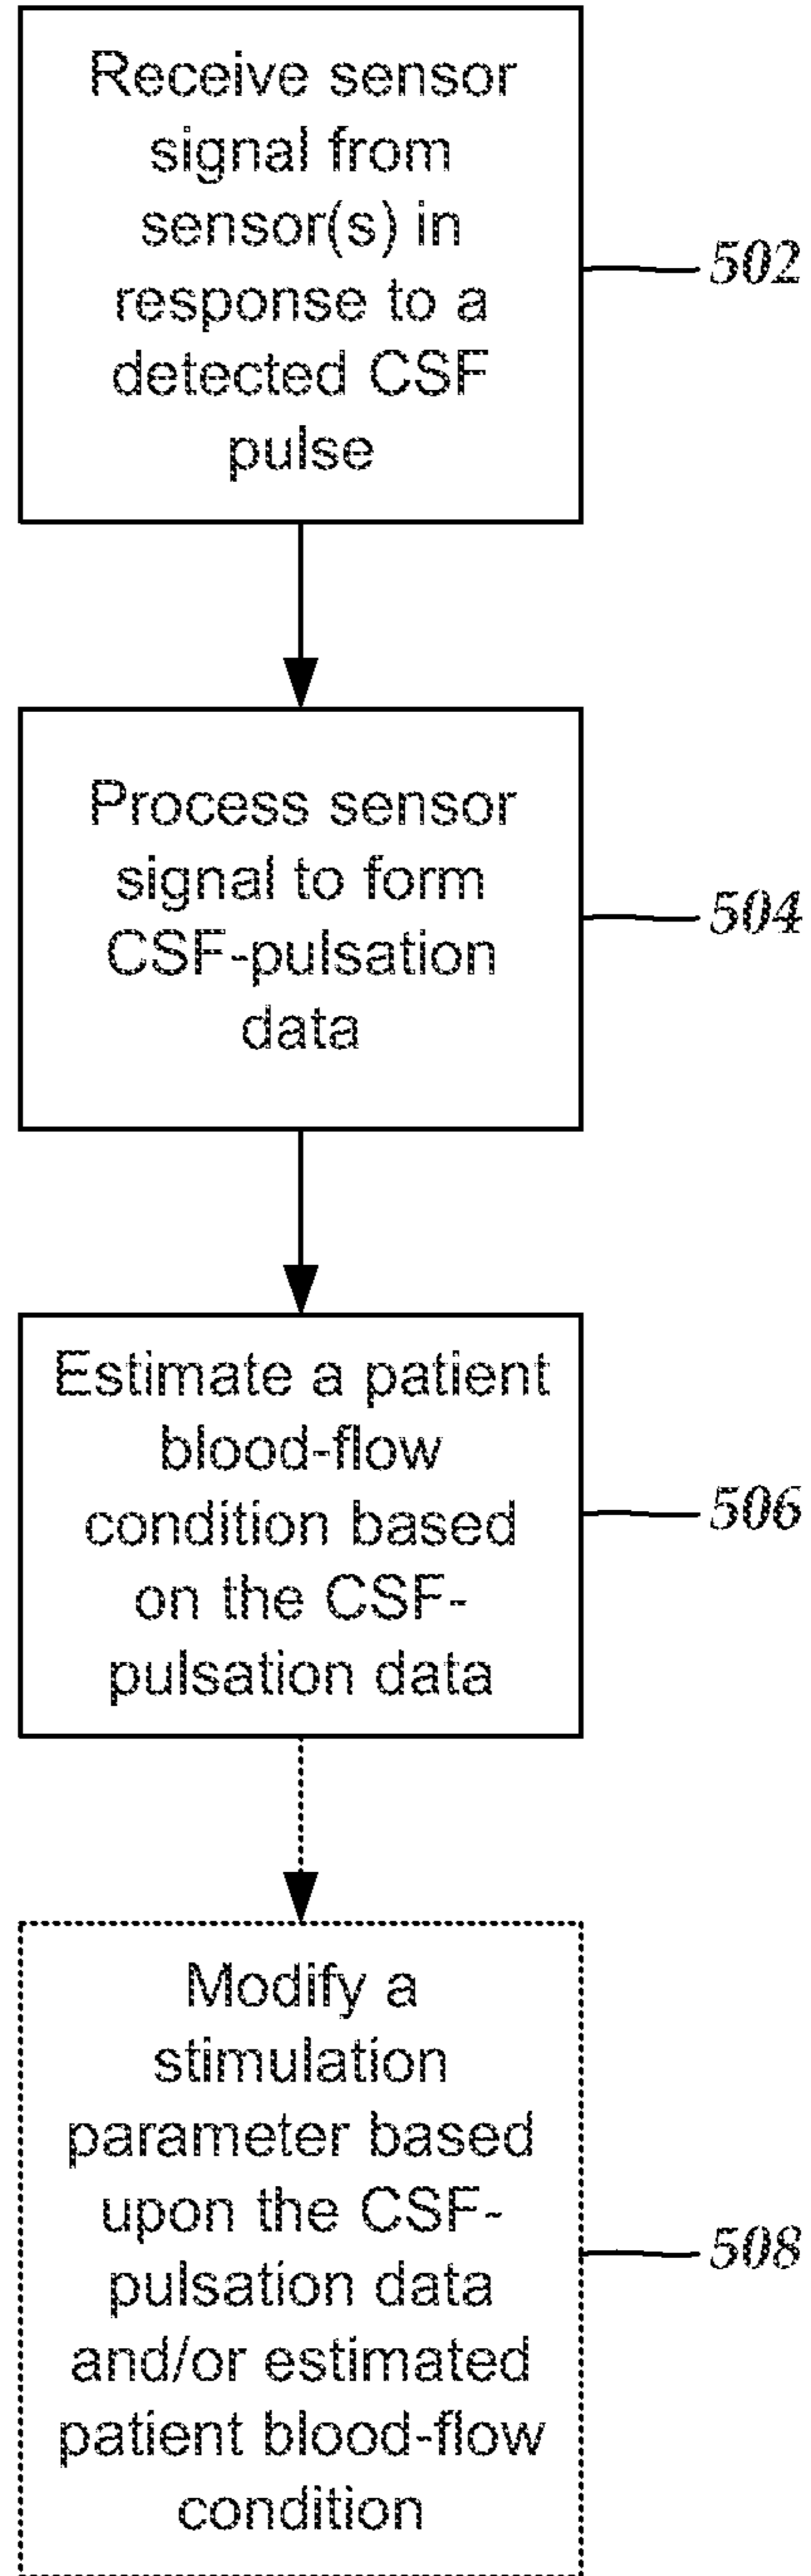 Receive sensor
signal from
sensor(s) in
response to a
detected CSF
pulse
502
Process sensor
signal to form
CSF-pulsation
data
504
Estimate a patient
blood-flow
condition based
on the CSF-
pulsation data
506
Modify a
stimulation
parameter based
upon the CSF-
pulsation data
and/or estimated
patient blood-flow
condition
508